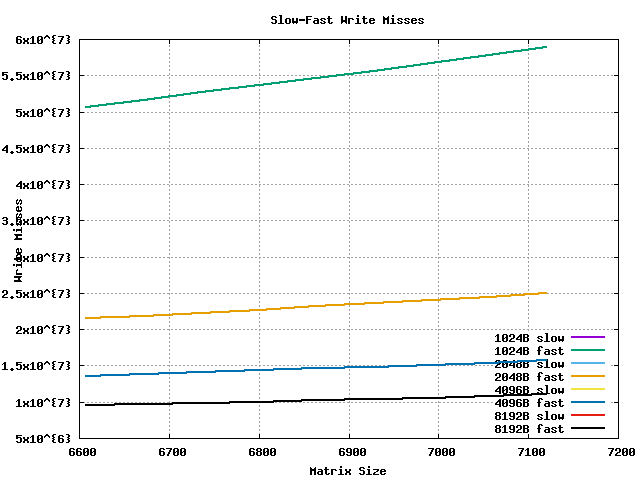 Slow-Fast Write Misses
6x10^{7}
5.5x10^{7}
5x10^{7}
4.5x10^{7}
4x10^{7}
3.5x10^{7}
3x10^{7}
2.5x10^{7}
2x10^{7}
1.5x10^{7}
1x10^{7}
5x10^{6}
Write Misses
1024B slow
1024B fast
2048B slow
2048B fast
4096B slow
4096B fast
8192B slow
8192B fast
6600 6700 6800 6900 7000 7100 7200
Matrix Size